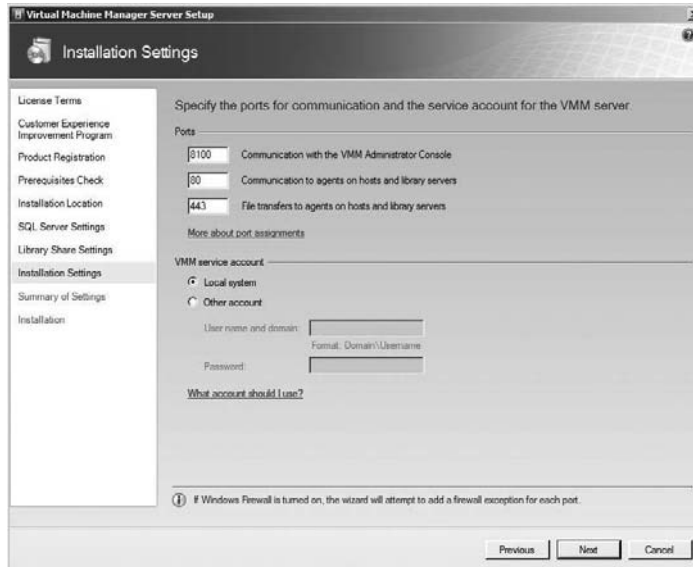 Virtual Machine Manager Server Setup
Installation Settings
License Terms
Customer Experience
Improvement Program
Product Registration
Prerequisites Check
Installation Location
SQL Server Settings
Library Share Settings
Installation Settings
Summary of Settings
Installation
Specify the ports for communication and the service account for the VMM server
Ports
8100 Communication with the VMM Administrator Console
80 Communication to agents on hosts and library servers
443 File transfers to agents on hosts and library servers
More about port assignments
VMM service account
Local system
Other account
User name and domain:
Format: Domain\Username
Password:
What account should I use?
If Windows Firewall is turned on, the wizard will attempt to add a firewall exception for each port.
Previous Next Cancel